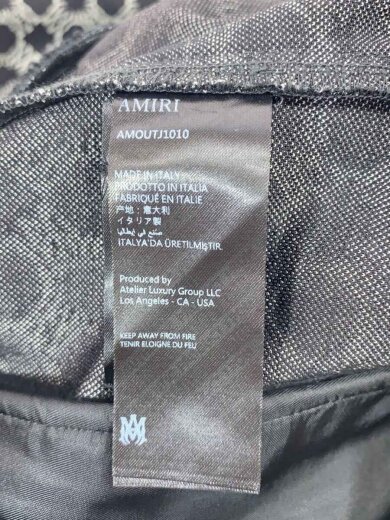 AMIRI
AMOUTJ1010
MADE IN ITALY
PRODOTTO IN ITALIA
FABRIQUÉ EN ITALIE
产地：意大利
イタリア製
صنع في إيطاليا
ITALYA'DA ÜRETILMIŞTIR.
Produced by
Atelier Luxury Group LLC
Los Angeles - CA - USA
KEEP AWAY FROM FIRE
TENIR ELOIGNE DU FEU
MA